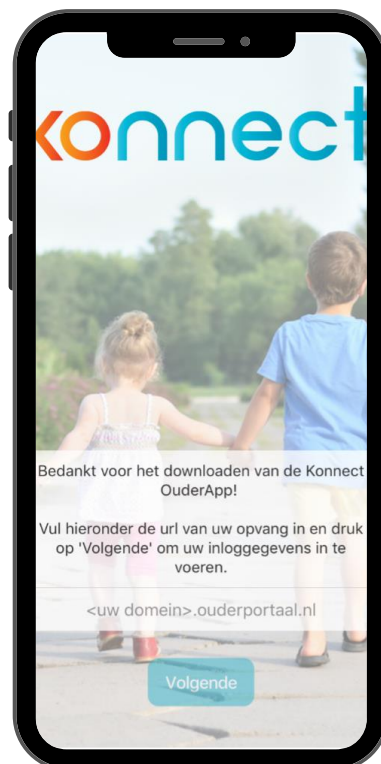 konnect
Bedankt voor het downloaden van de Konnect
OuderApp!
Vul hieronder de url van uw opvang in en druk
op 'Volgende' om uw inloggegevens in te
voeren.
<uw domein>.ouderportaal.nl
Volgende